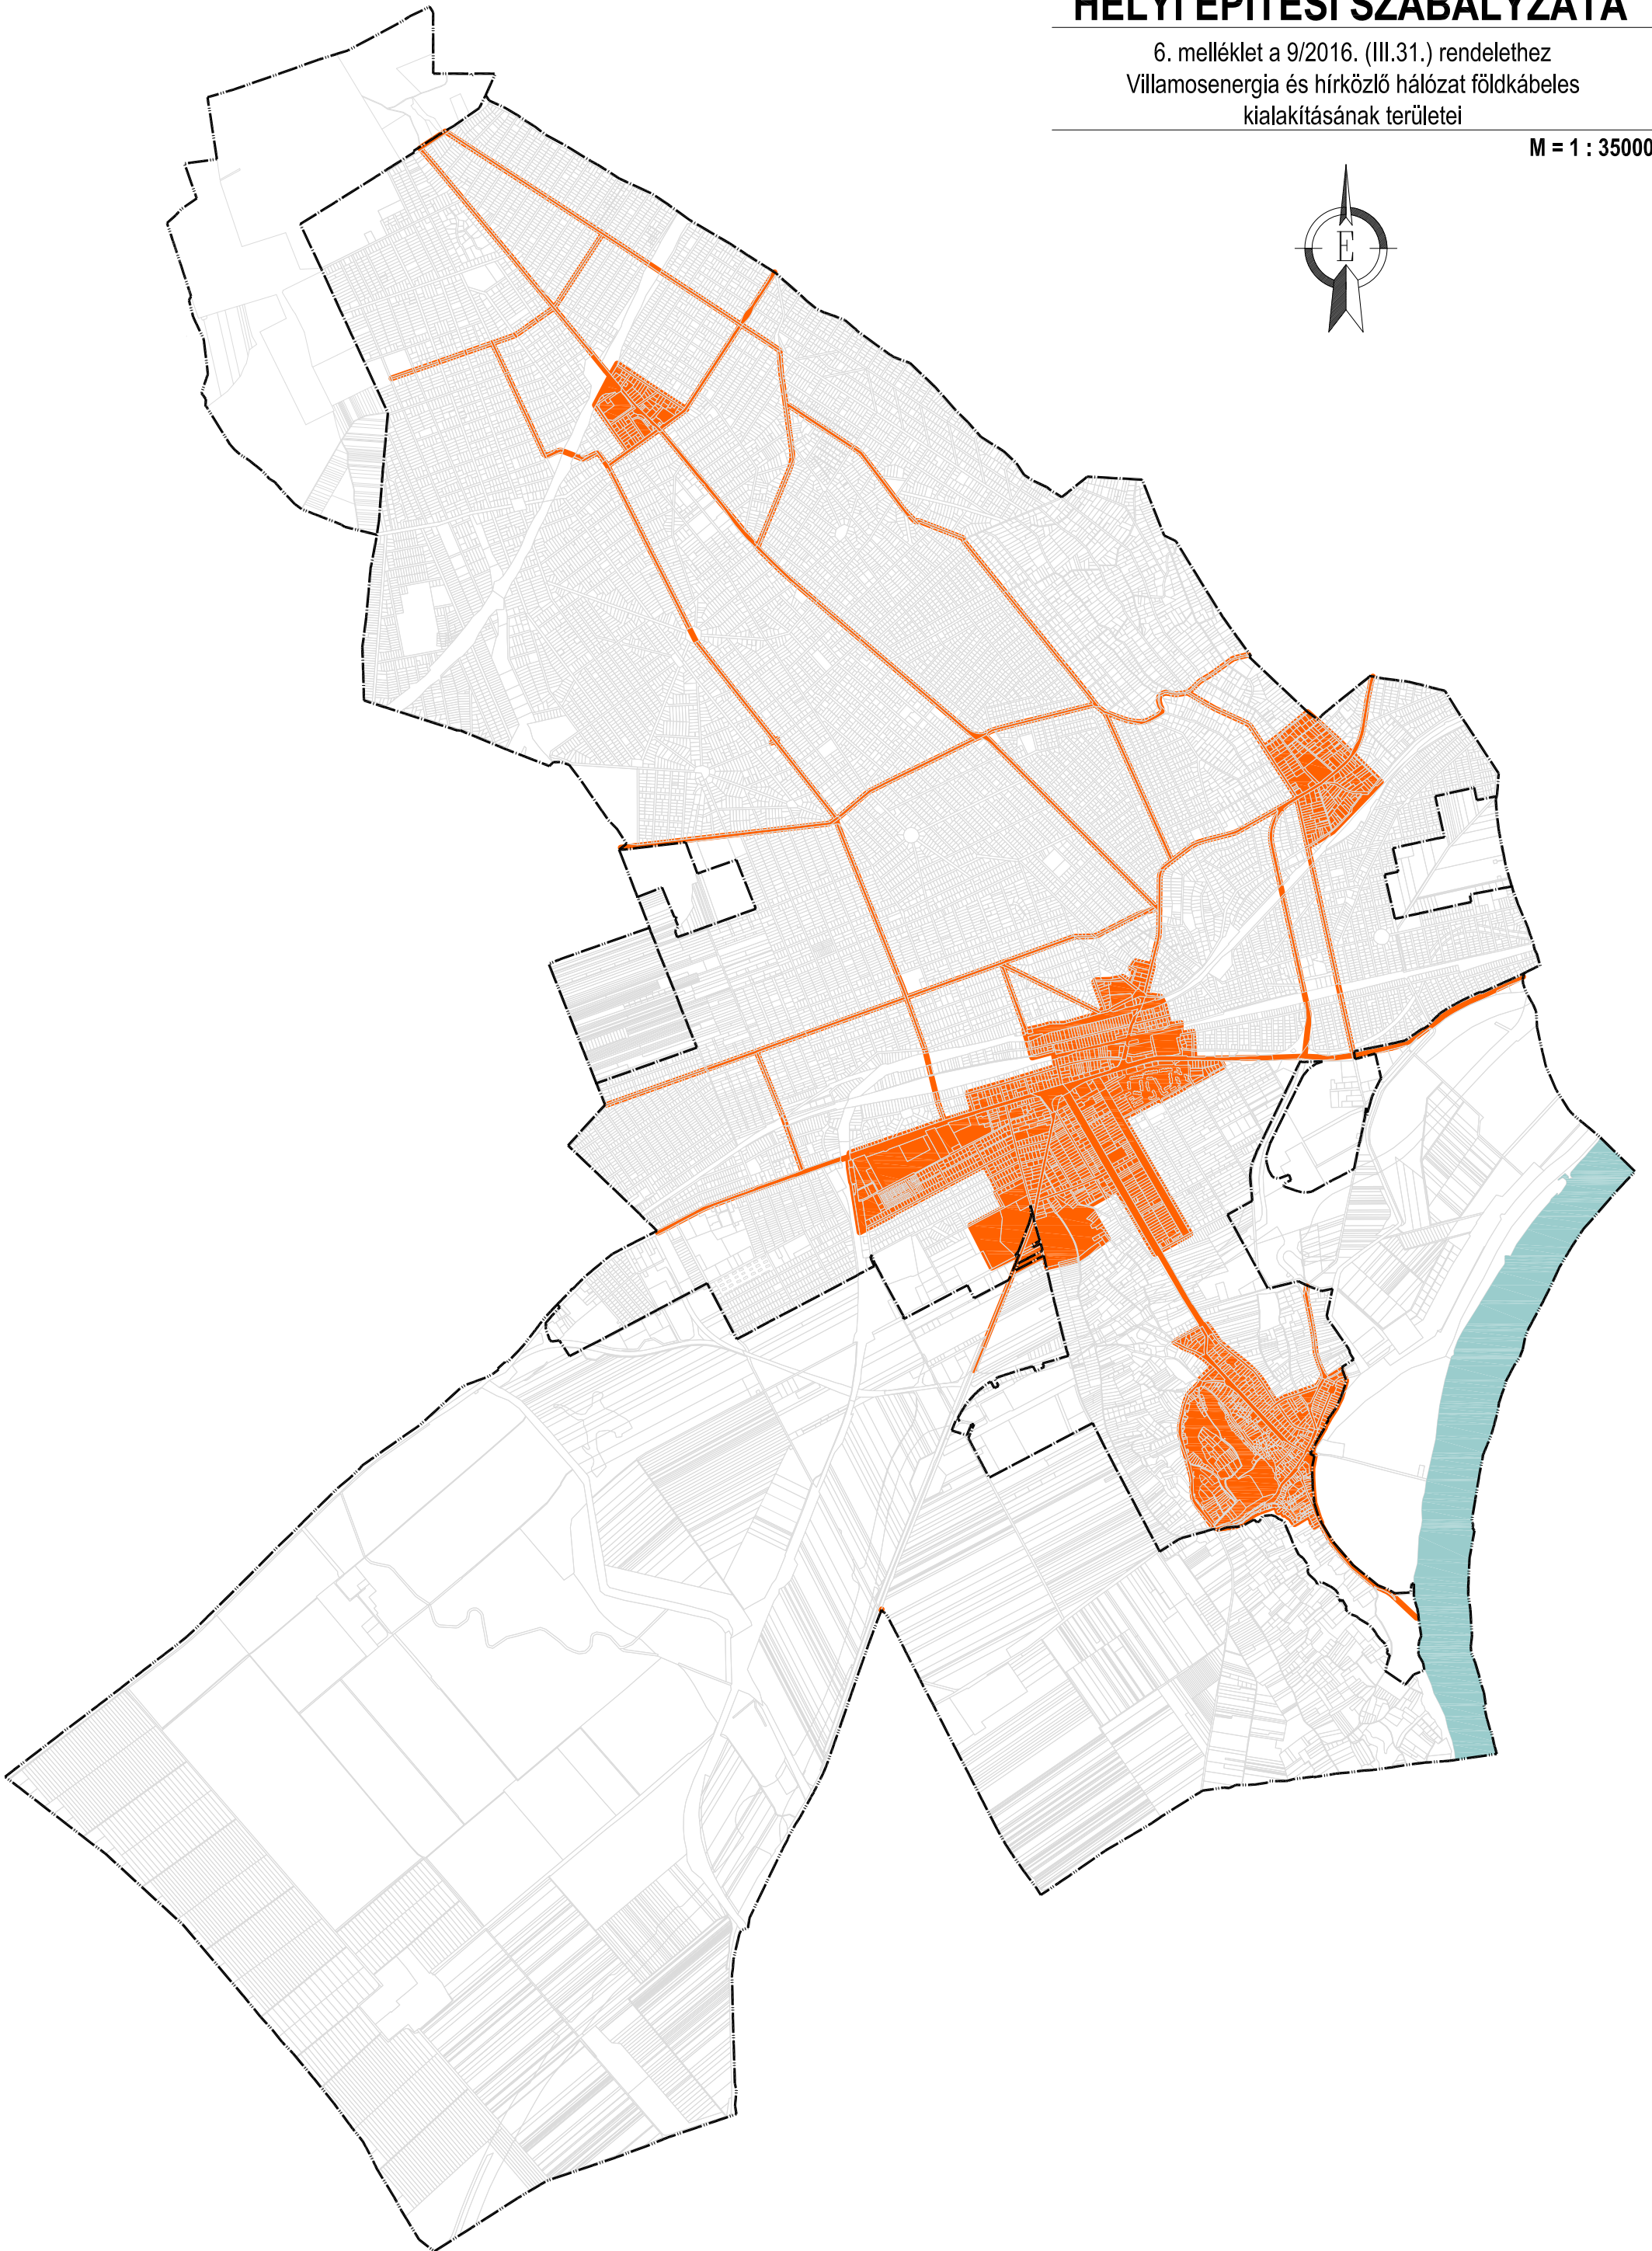 HELYI ÉPÍTÉSI SZABÁLYZATA
6. melléklet a 9/2016. (III.31.) rendelethez
Villamosenergia és hírközlő hálózat földkábeles
kialakításának területei
M = 1 : 35000
É